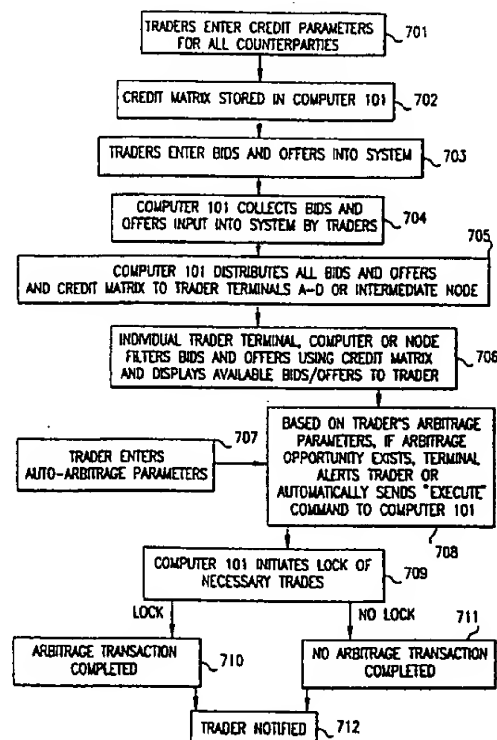 TRADERS ENTER CREDIT PARAMETERS
FOR ALL COUNTERPARTIES
701
CREDIT MATRIX STORED IN COMPUTER 101
702
TRADERS ENTER BIDS AND OFFERS INTO SYSTEM
703
COMPUTER 101 COLLECTS BIDS AND
OFFERS INPUT INTO SYSTEM BY TRADERS
704
705
COMPUTER 101 DISTRIBUTES ALL BIDS AND OFFERS
AND CREDIT MATRIX TO TRADER TERMINALS A-D OR INTERMEDIATE NODE
INDIVIDUAL TRADER TERMINAL, COMPUTER OR NODE
FILTERS BIDS AND OFFERS USING CREDIT MATRIX
AND DISPLAYS AVAILABLE BIDS/OFFERS TO TRADER
706
707
TRADER ENTERS
AUTO-ARBITRAGE PARAMETERS
BASED ON TRADER'S ARBITRAGE
PARAMETERS, IF ARBITRAGE
OPPORTUNITY EXISTS, TERMINAL
ALERTS TRADER OR
AUTOMATICALLY SENDS "EXECUTE"
COMMAND TO COMPUTER 101
708
COMPUTER 101 INITIATES LOCK OF
NECESSARY TRADES
709
LOCK
NO LOCK
711
ARBITRAGE TRANSACTION
COMPLETED
710
NO ARBITRAGE TRANSACTION
COMPLETED
TRADER NOTIFIED
712